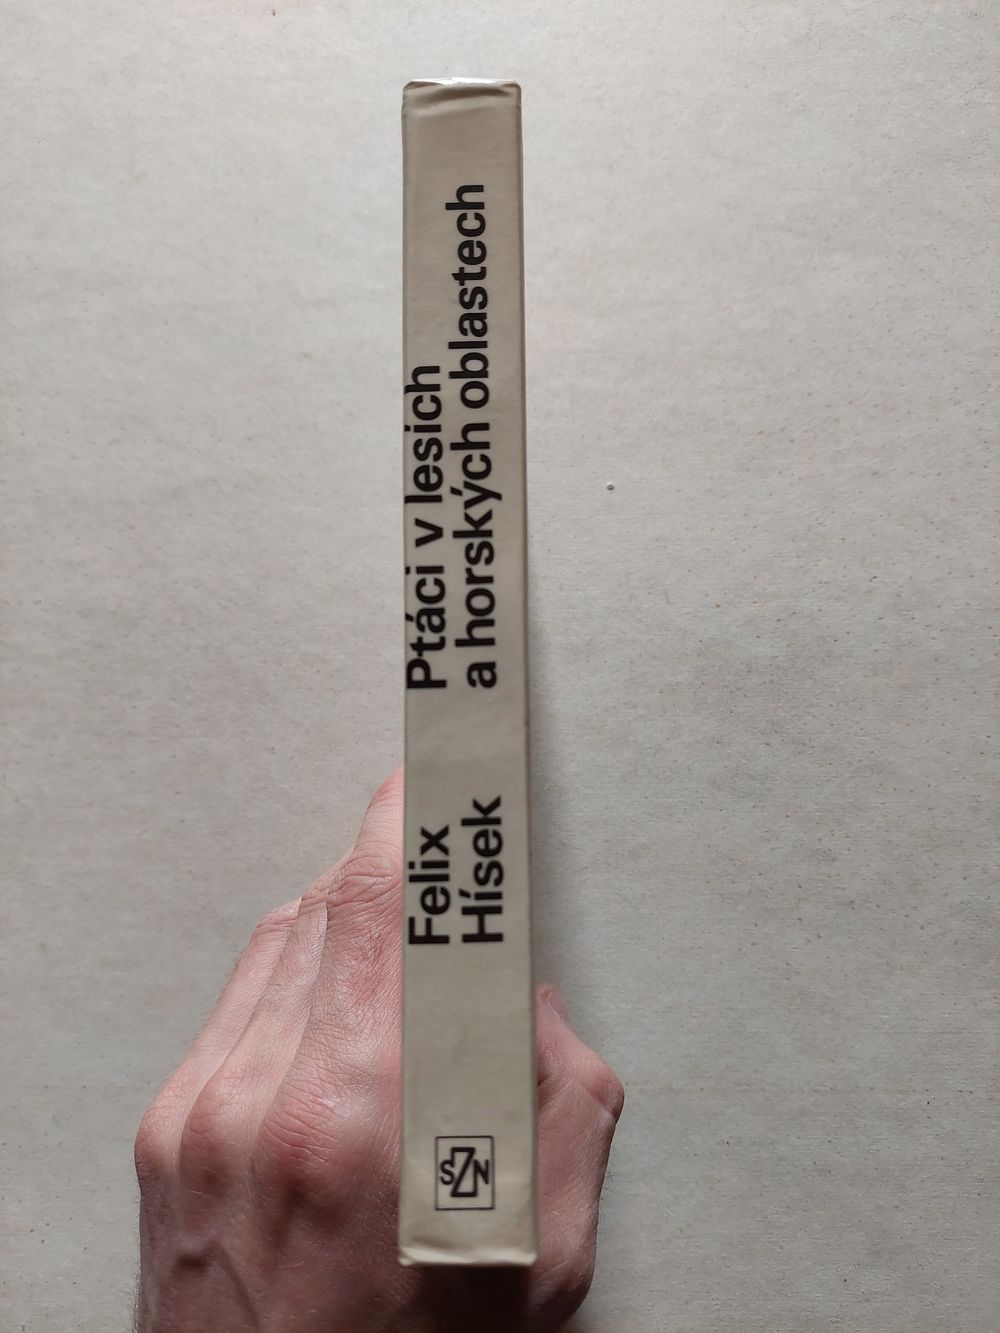 Felix
Hísek
Ptáci v lesích
a horských oblastech
SZN